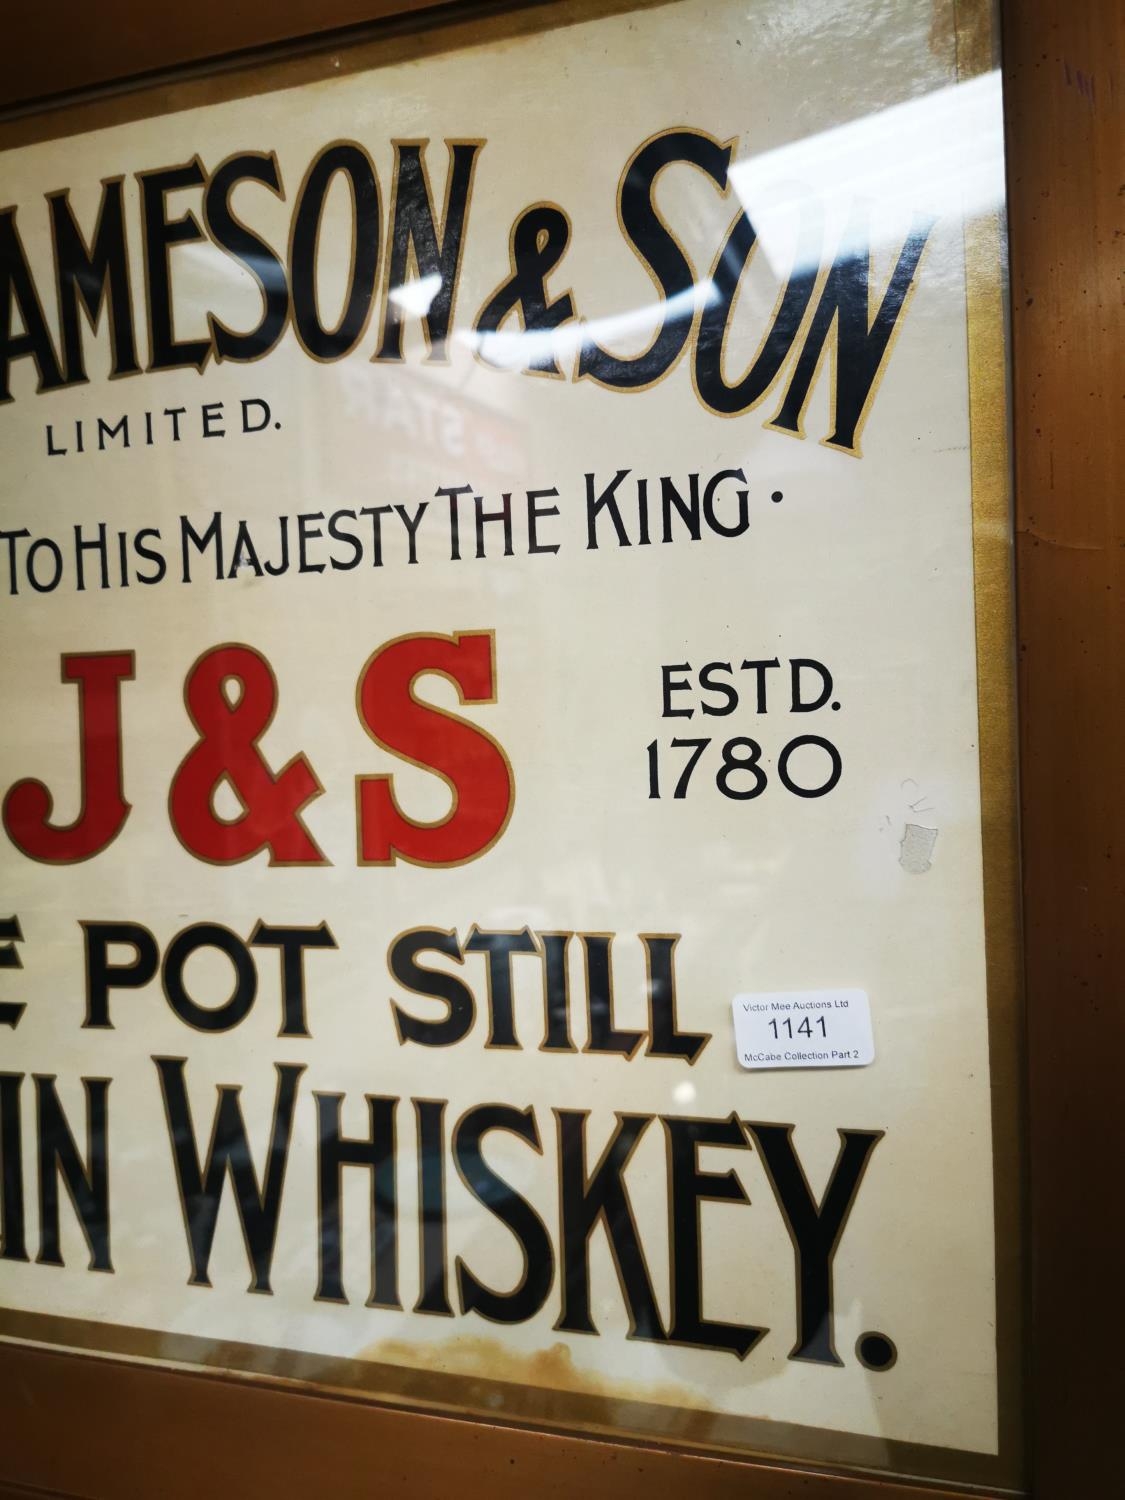 AMESON & SON
LIMITED.
TO HIS MAJESTY THE KING ·
J & S
ESTD.
1780
E POT STILL
IN WHISKEY.
Victor Mee Auctions Ltd
1141
McCabe Collection Part 2